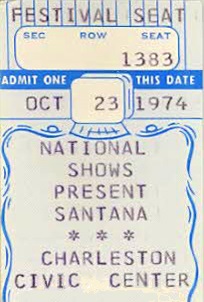 FESTIVAL SEAT
SEC ROW SEAT
1383
ADMIT ONE THIS DATE
OCT 23 1974
NATIONAL
SHOWS
PRESENT
SANTANA
* * *
CHARLESTON
CIVIC CENTER